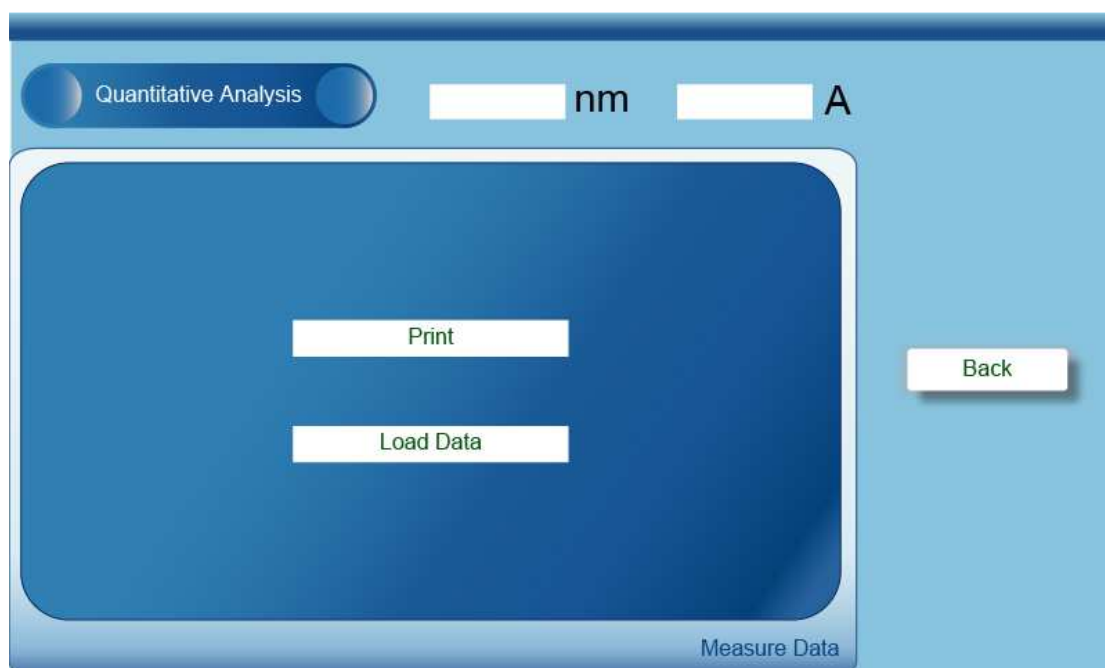 Quantitative Analysis
nm
A
Print
Back
Load Data
Measure Data